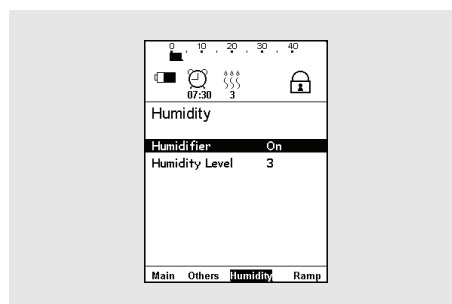 0 10 20 30 40
07:30 3
Humidity
Humidifier On
Humidity Level 3
Main Others Humidity Ramp